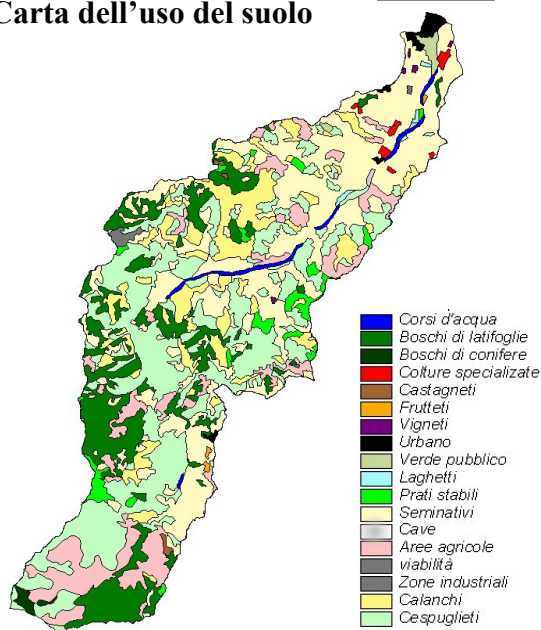 Carta dell'uso del suolo
Corsi d'acqua
Boschi di latifoglie
Boschi di conifere
Colture specializzate
Castagneti
Frutteti
Vigneti
Urbano
Verde pubblico
Laghetti
Prati stabili
Seminativi
Cave
Aree agricole
viabilità
Zone industriali
Calanchi
Cespuglieti